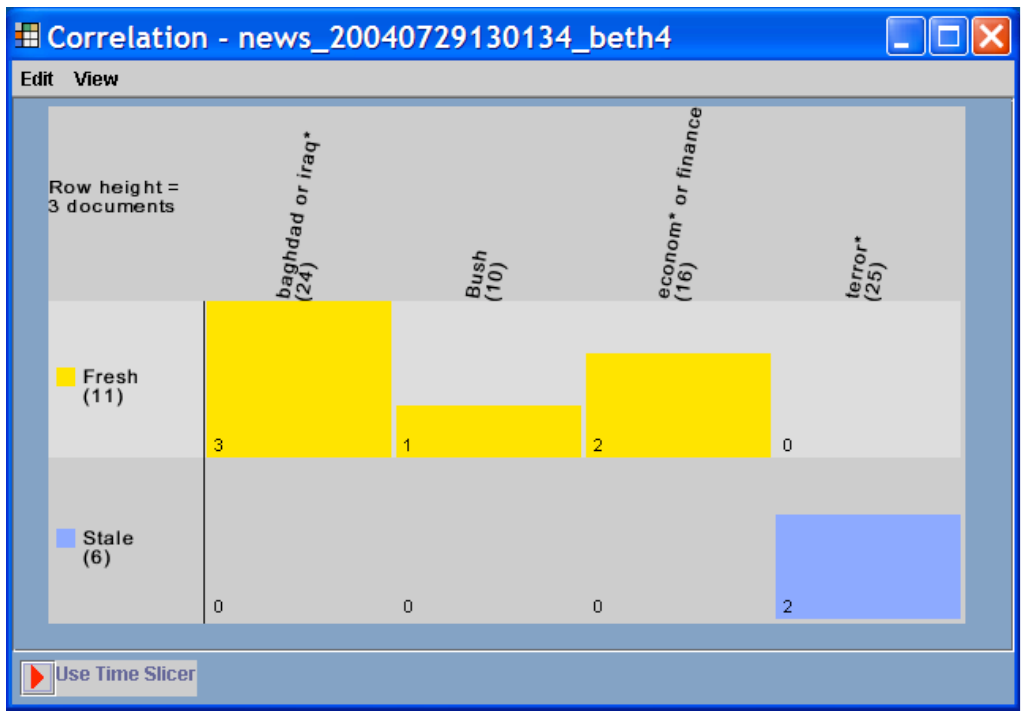 Correlation - news_20040729130134_beth4
Edit View
Row height =
3 documents
baghdad or iraq*
(24)
Bush
(10)
econom* or finance
(16)
terror*
(25)
Fresh
(11)
3
1
2
0
Stale
(6)
0
0
0
2
Use Time Slicer